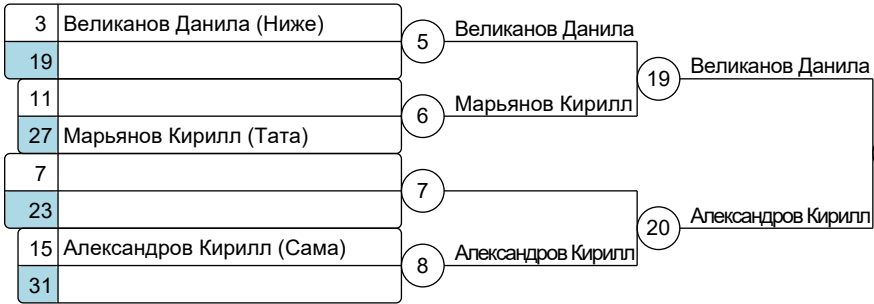 3 Великанов Данила (Ниже)
19
11
27 Марьянов Кирилл (Тата)
7
23
15 Александров Кирилл (Сама)
31
5
6
7
8
Великанов Данила
Марьянов Кирилл
Александров Кирилл
19
20
Великанов Данила
Александров Кирилл